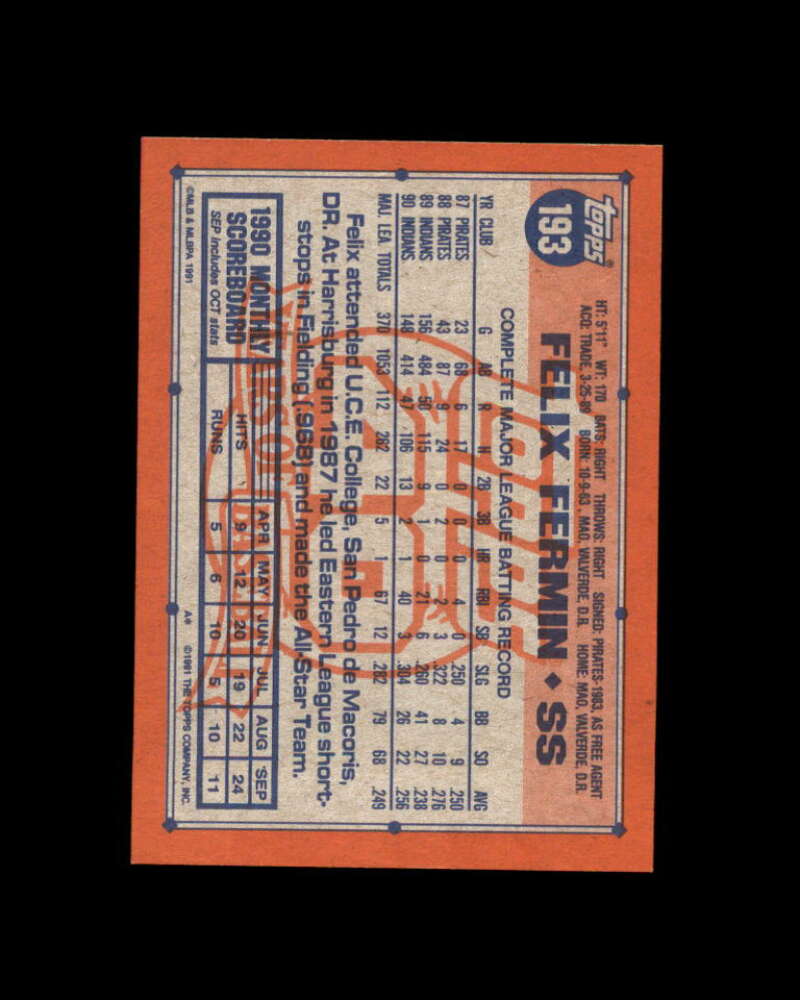 topps®
193
HT: 5'11" WT: 170 BATS: RIGHT THROWS: RIGHT SIGNED: PIRATES-1983, AS FREE AGENT
ACQ: TRADE, 3-25-89 BORN: 10-9-63, MAO, VALVERDE, D.R. HOME: MAO, VALVERDE, D.R.
FELIX FERMIN ♦ SS
COMPLETE MAJOR LEAGUE BATTING RECORD
YR CLUB G AB R H 2B 3B HR RBI SB SLG BB SO AVG
87 PIRATES 23 68 6 17 0 0 0 4 0 .250 4 9 .250
88 PIRATES 43 87 9 24 0 2 0 2 3 .322 8 10 .276
89 INDIANS 156 484 50 115 9 1 0 21 6 .260 41 27 .238
90 INDIANS 148 414 47 106 13 2 1 40 3 .304 26 22 .256
MAJ. LEA. TOTALS 370 1053 112 262 22 5 1 67 12 .282 79 68 .249
Felix attended U.C.E. College, San Pedro de Macoris,
DR. At Harrisburg in 1987 he led Eastern League short-
stops in Fielding (.968) and made the All-Star Team.
1990 MONTHLY
SCOREBOARD
SEP includes OCT stats
APR MAY JUN JUL AUG SEP
HITS 9 12 20 19 22 24
RUNS 5 6 10 5 10 11
©MLB & MLBPA 1991
A* ©1991 THE TOPPS COMPANY, INC.